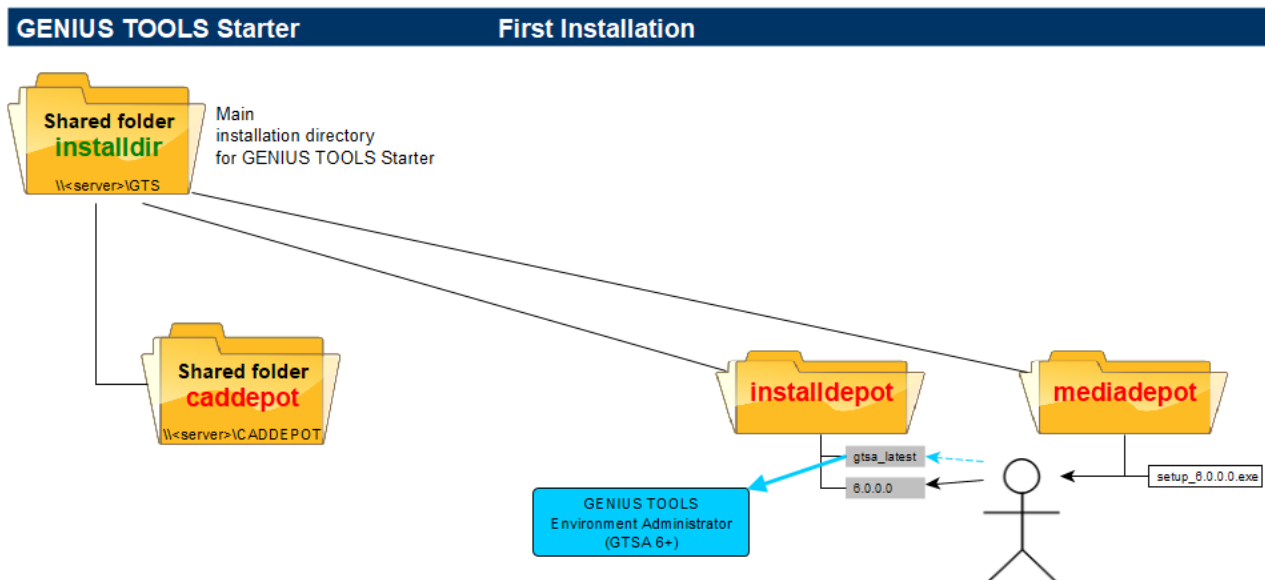 GENIUS TOOLS Starter First Installation
Shared folder
installdir
\\<server>\GTS
Main
installation directory
for GENIUS TOOLS Starter
Shared folder
caddepot
\\<server>\CADDEPOT
installdepot
mediadepot
gtsa_latest
6.0.0.0
setup_6.0.0.0.exe
GENIUS TOOLS
Environment Administrator
(GTSA 6+)